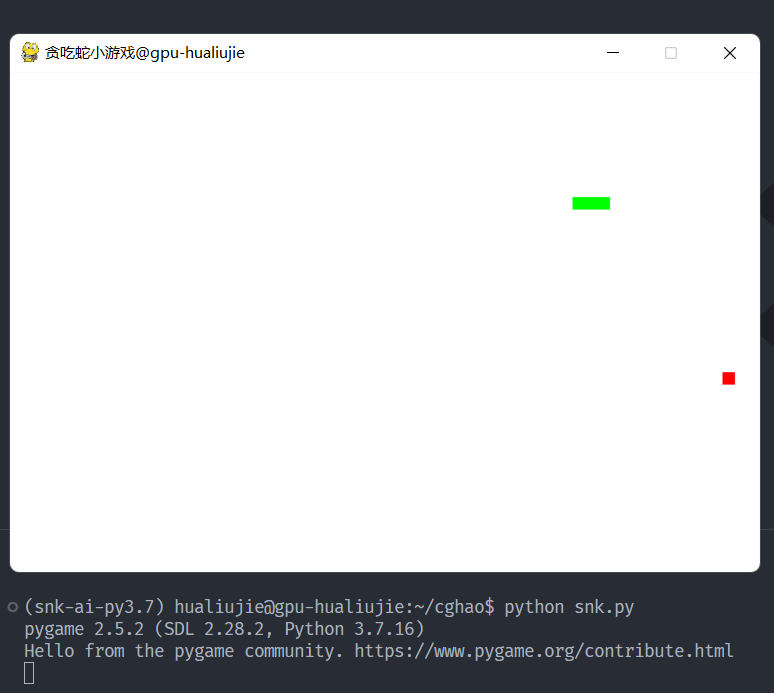 贪吃蛇小游戏@gpu-hualiujie
(snk-ai-py3.7) hualiujie@gpu-hualiujie:~/cghao$ python snk.py
pygame 2.5.2 (SDL 2.28.2, Python 3.7.16)
Hello from the pygame community. https://www.pygame.org/contribute.html